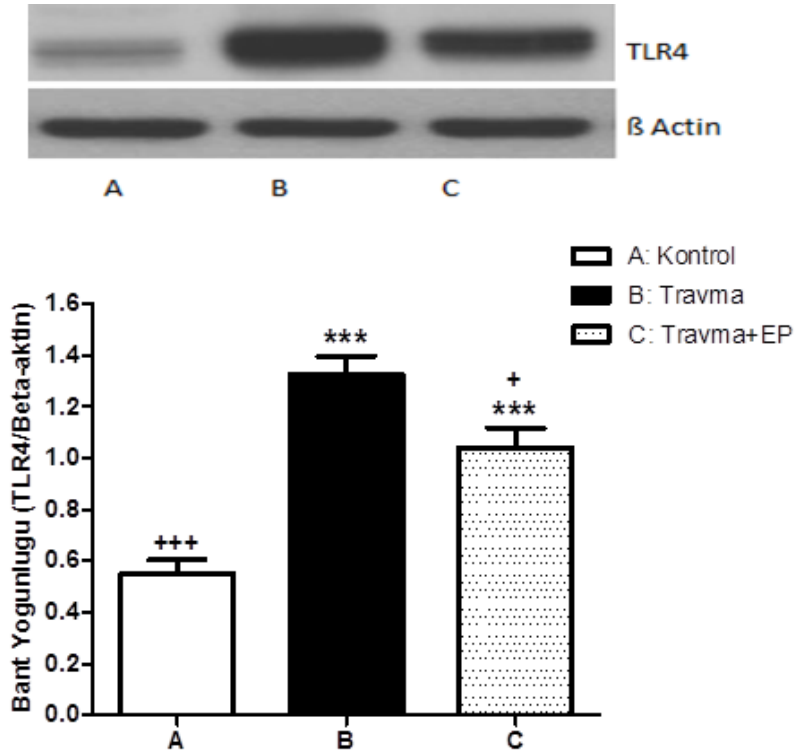 TLR4
ß Actin
A B C
A: Kontrol
B: Travma
C: Travma+EP
Bant Yogunlugu (TLR4/Beta-aktin)
1.6
1.4
1.2
1.0
0.8
0.6
0.4
0.2
0.0
+++
***
+
***
A B C